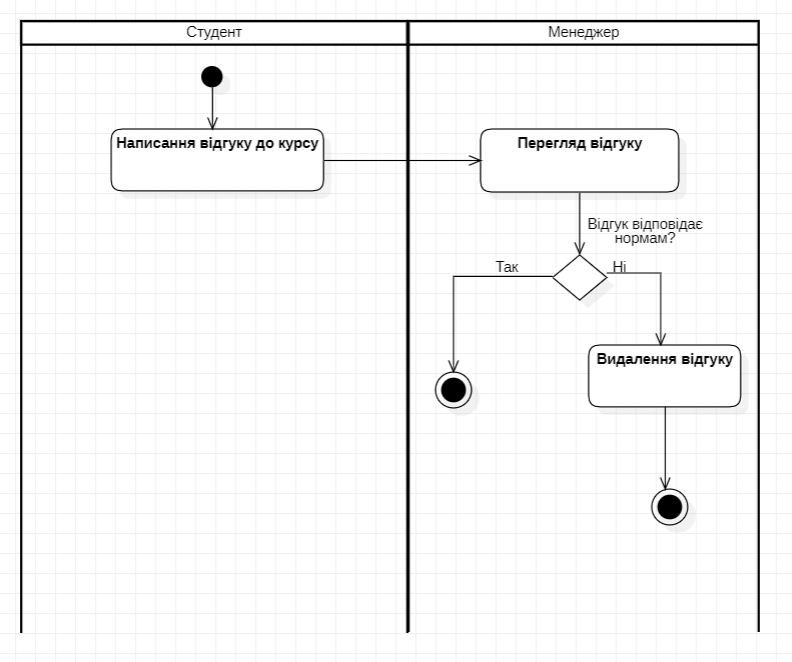 Студент
Менеджер
Написання відгуку до курсу
Перегляд відгуку
Відгук відповідає
нормам?
Так
Ні
Видалення відгуку